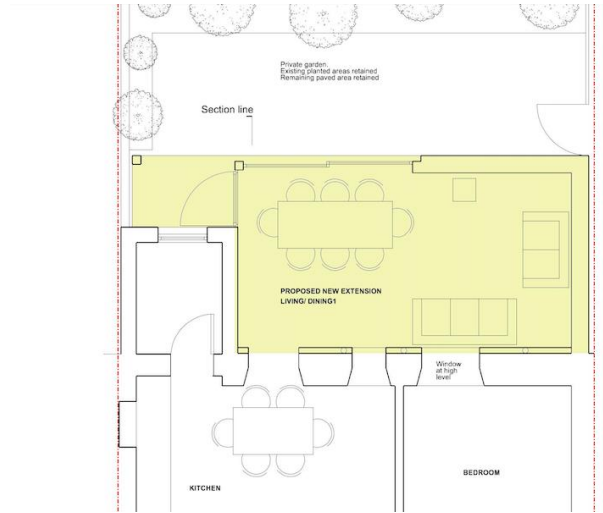 Private garden.
Existing planted areas retained
Remaining paved area retained
Section line
PROPOSED NEW EXTENSION
LIVING/ DINING1
Window
at high
level
KITCHEN
BEDROOM